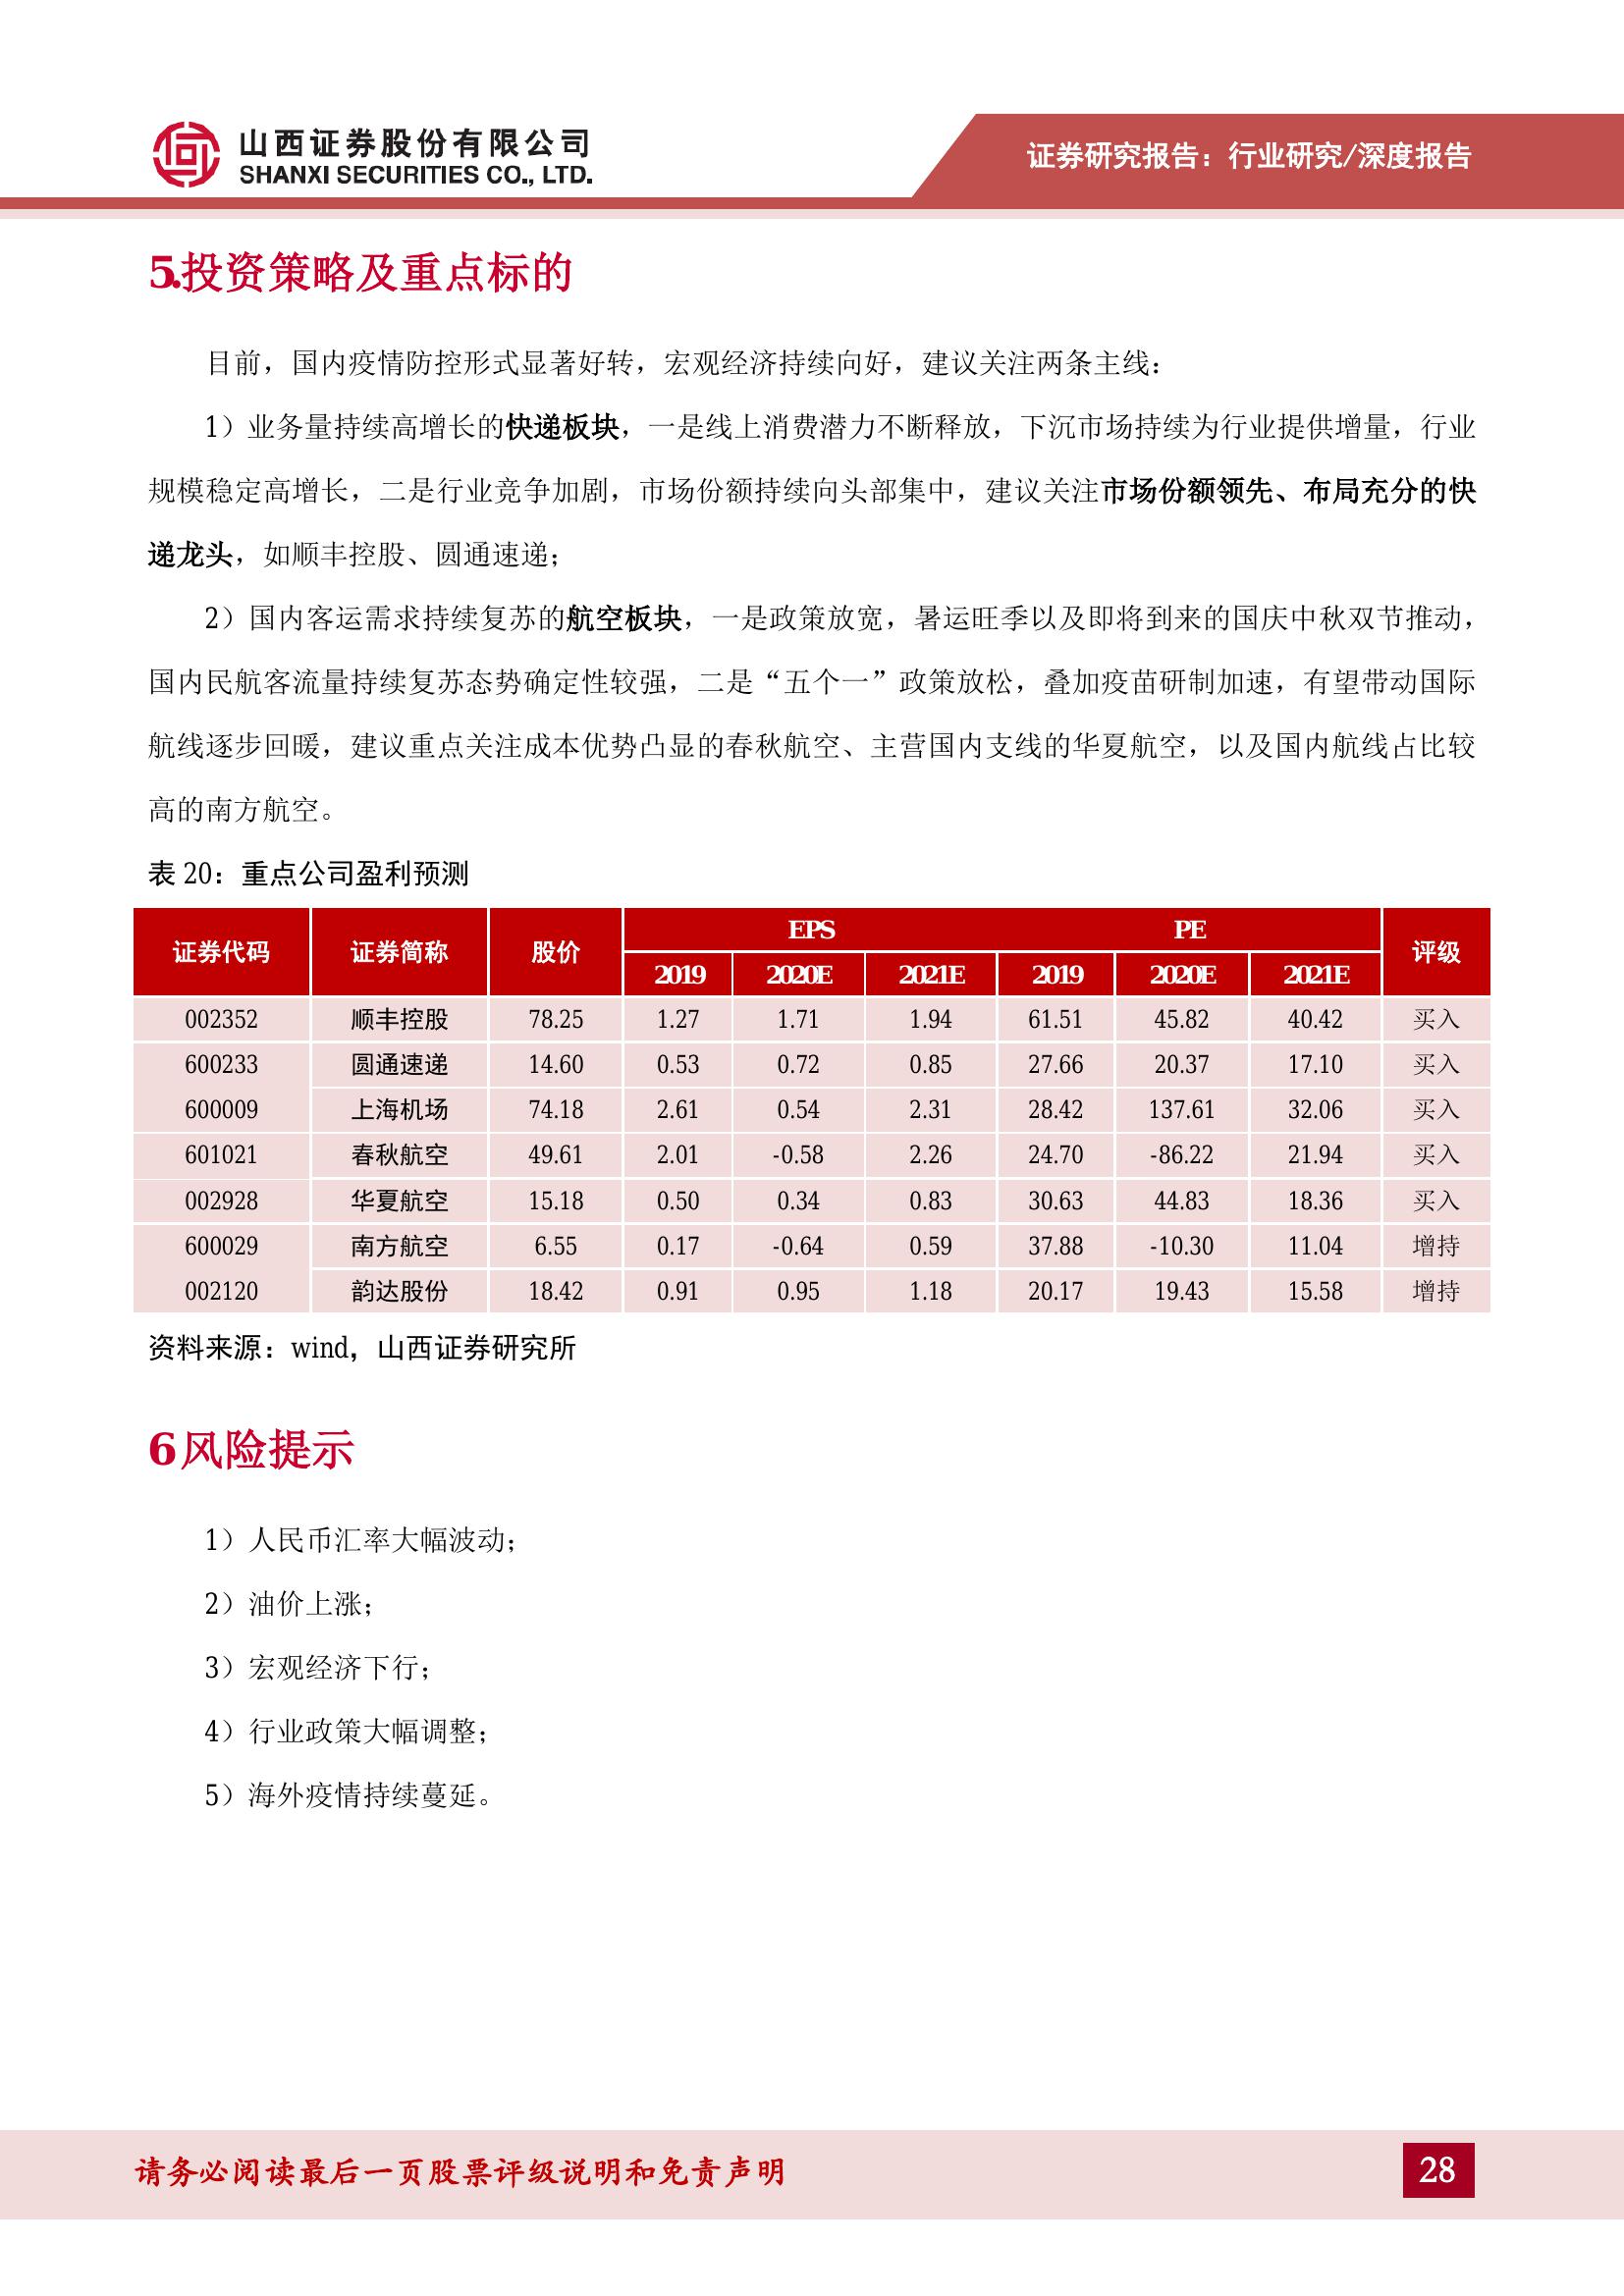 山西证券股份有限公司
SHANXI SECURITIES CO., LTD.
证券研究报告：行业研究/深度报告
5.投资策略及重点标的
目前，国内疫情防控形式显著好转，宏观经济持续向好，建议关注两条主线：
1）业务量持续高增长的快递板块，一是线上消费潜力不断释放，下沉市场持续为行业提供增量，行业
规模稳定高增长，二是行业竞争加剧，市场份额持续向头部集中，建议关注市场份额领先、布局充分的快
递龙头，如顺丰控股、圆通速递；
2）国内客运需求持续复苏的航空板块，一是政策放宽，暑运旺季以及即将到来的国庆中秋双节推动，
国内民航客流量持续复苏态势确定性较强，二是“五个一”政策放松，叠加疫苗研制加速，有望带动国际
航线逐步回暖，建议重点关注成本优势凸显的春秋航空、主营国内支线的华夏航空，以及国内航线占比较
高的南方航空。
表 20：重点公司盈利预测
证券代码 证券简称 股价 EPS PE 评级
2019 2020E 2021E 2019 2020E 2021E
002352 顺丰控股 78.25 1.27 1.71 1.94 61.51 45.82 40.42 买入
600233 圆通速递 14.60 0.53 0.72 0.85 27.66 20.37 17.10 买入
600009 上海机场 74.18 2.61 0.54 2.31 28.42 137.61 32.06 买入
601021 春秋航空 49.61 2.01 -0.58 2.26 24.70 -86.22 21.94 买入
002928 华夏航空 15.18 0.50 0.34 0.83 30.63 44.83 18.36 买入
600029 南方航空 6.55 0.17 -0.64 0.59 37.88 -10.30 11.04 增持
002120 韵达股份 18.42 0.91 0.95 1.18 20.17 19.43 15.58 增持
资料来源：wind，山西证券研究所
6风险提示
1）人民币汇率大幅波动；
2）油价上涨；
3）宏观经济下行；
4）行业政策大幅调整；
5）海外疫情持续蔓延。
请务必阅读最后一页股票评级说明和免责声明
28